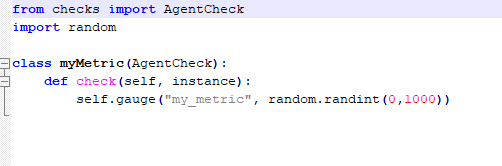 from checks import AgentCheck
import random
class myMetric(AgentCheck):
def check(self, instance):
self.gauge("my_metric", random.randint(0,1000))